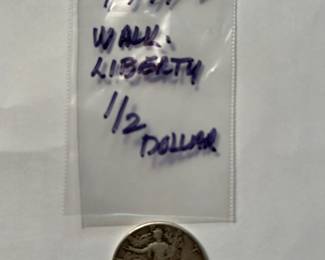 WALK.
LIBERTY
1/2
DOLLAR